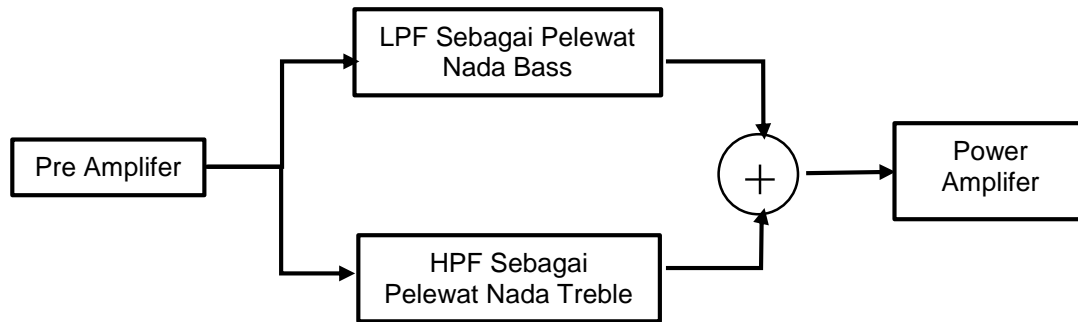 LPF Sebagai Pelewat
Nada Bass
Pre Amplifer
+
Power
Amplifer
HPF Sebagai
Pelewat Nada Treble